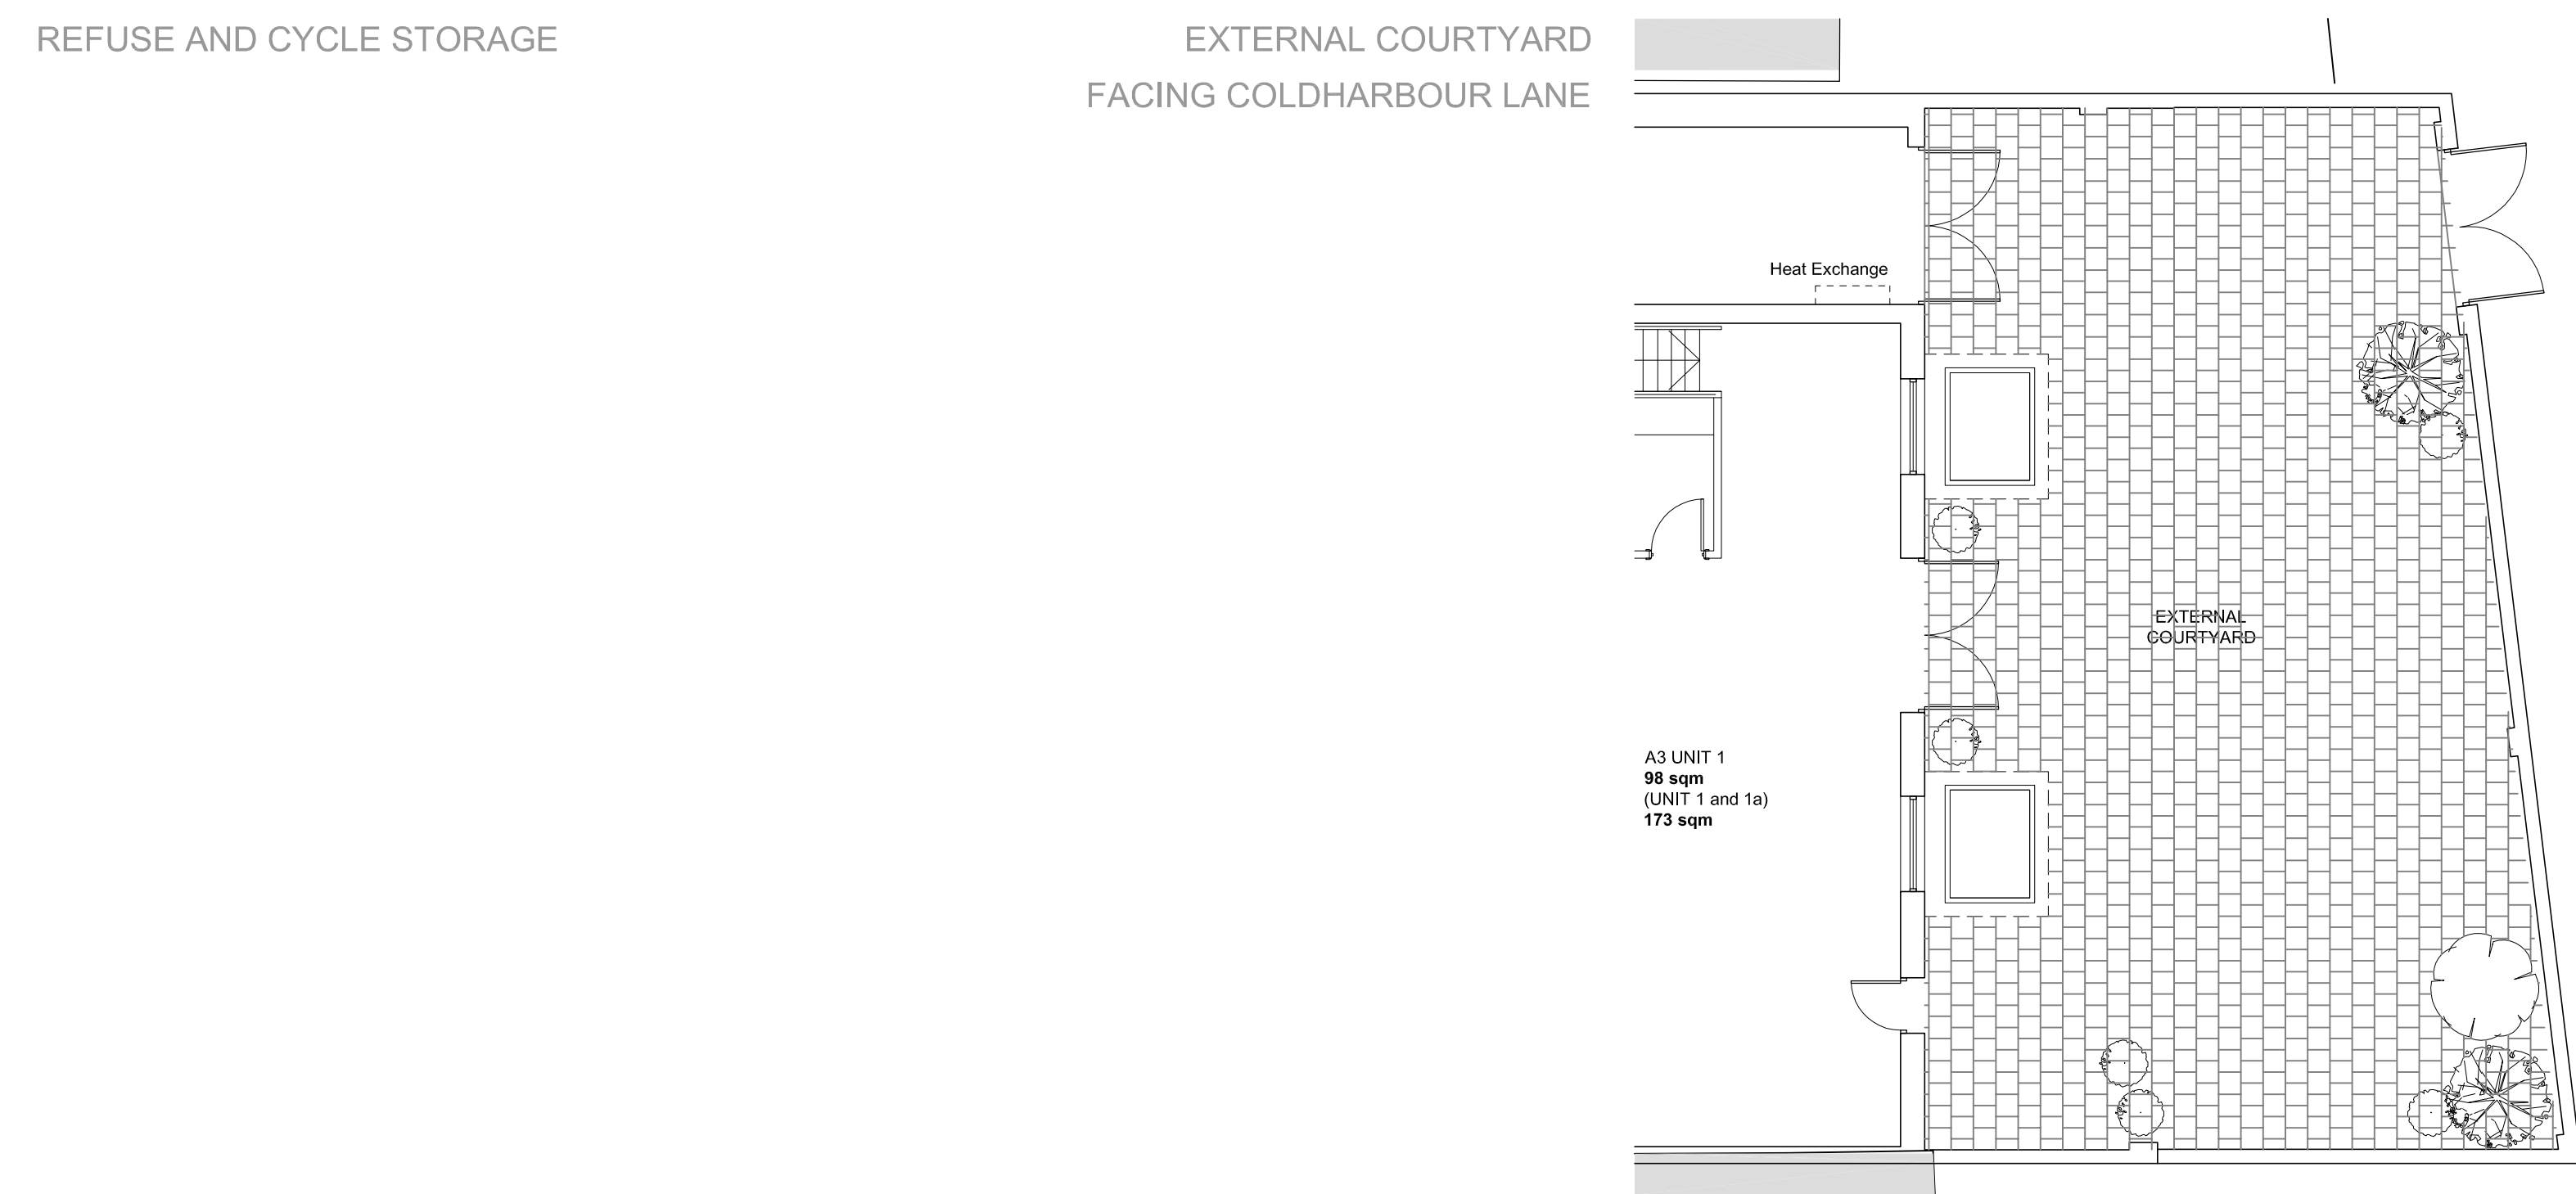 REFUSE AND CYCLE STORAGE
EXTERNAL COURTYARD
FACING COLDHARBOUR LANE
Heat Exchange
EXTERNAL
COURTYARD
A3 UNIT 1
98 sqm
(UNIT 1 and 1a)
173 sqm